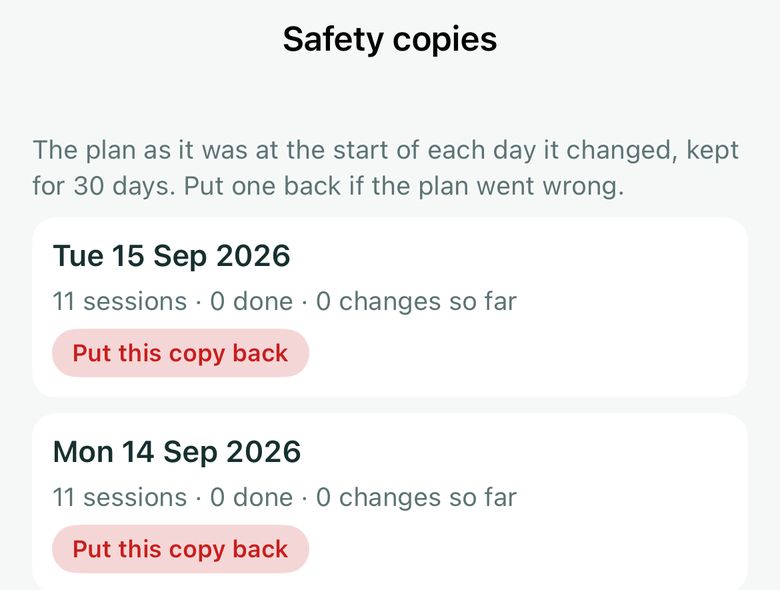 Safety copies
The plan as it was at the start of each day it changed, kept
for 30 days. Put one back if the plan went wrong.
Tue 15 Sep 2026
11 sessions · 0 done · 0 changes so far
Put this copy back
Mon 14 Sep 2026
11 sessions · 0 done · 0 changes so far
Put this copy back